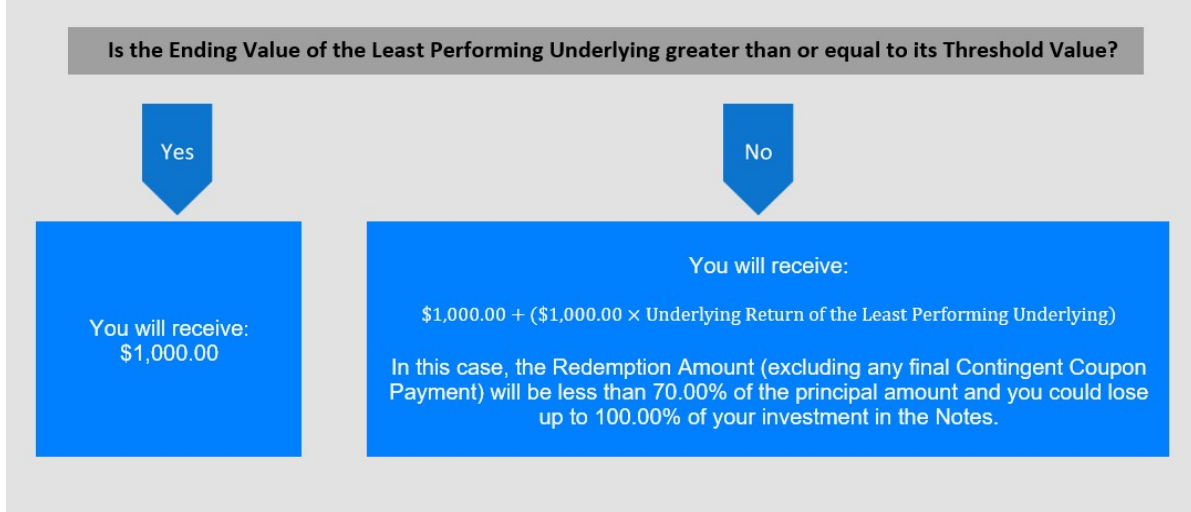 Is the Ending Value of the Least Performing Underlying greater than or equal to its Threshold Value?
Yes
No
You will receive:
$1,000.00
You will receive:
$1,000.00 + ($1,000.00 × Underlying Return of the Least Performing Underlying)
In this case, the Redemption Amount (excluding any final Contingent Coupon
Payment) will be less than 70.00% of the principal amount and you could lose
up to 100.00% of your investment in the Notes.